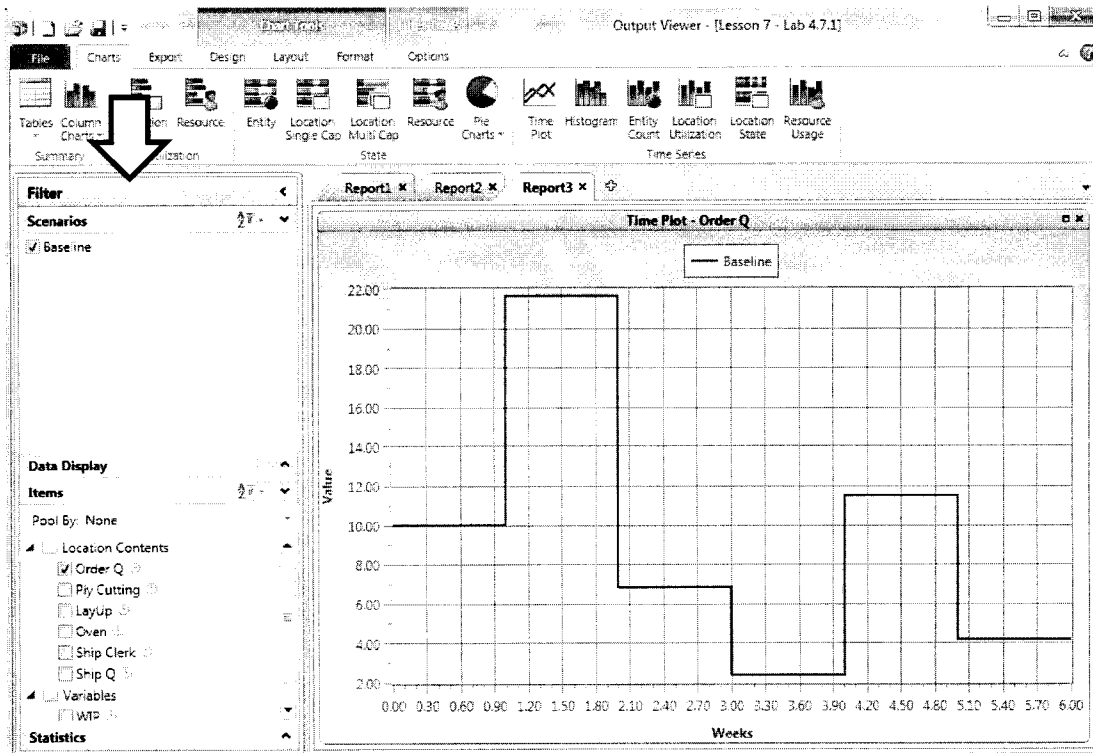 Chart Tools
Output Viewer - [Lesson 7 - Lab 4.7.1]
File Charts Export Design Layout Format Options
Tables Column Charts Resource Entity Location Single Cap Location Multi Cap Resource Pie Charts Time Plot Histogram Entity Count Location Utilization Location State Resource Usage
Summary State Time Series
Filter
Scenarios
Baseline
Data Display
Items
Pool By: None
Location Contents
Order Q
Ply Cutting
LayUp
Oven
Ship Clerk
Ship Q
Variables
WIP
Statistics
Report1 Report2 Report3
Time Plot - Order Q
Baseline
Value
22.00
20.00
18.00
16.00
14.00
12.00
10.00
8.00
6.00
4.00
2.00
0.00 0.30 0.60 0.90 1.20 1.50 1.80 2.10 2.40 2.70 3.00 3.30 3.60 3.90 4.20 4.50 4.80 5.10 5.40 5.70 6.00
Weeks